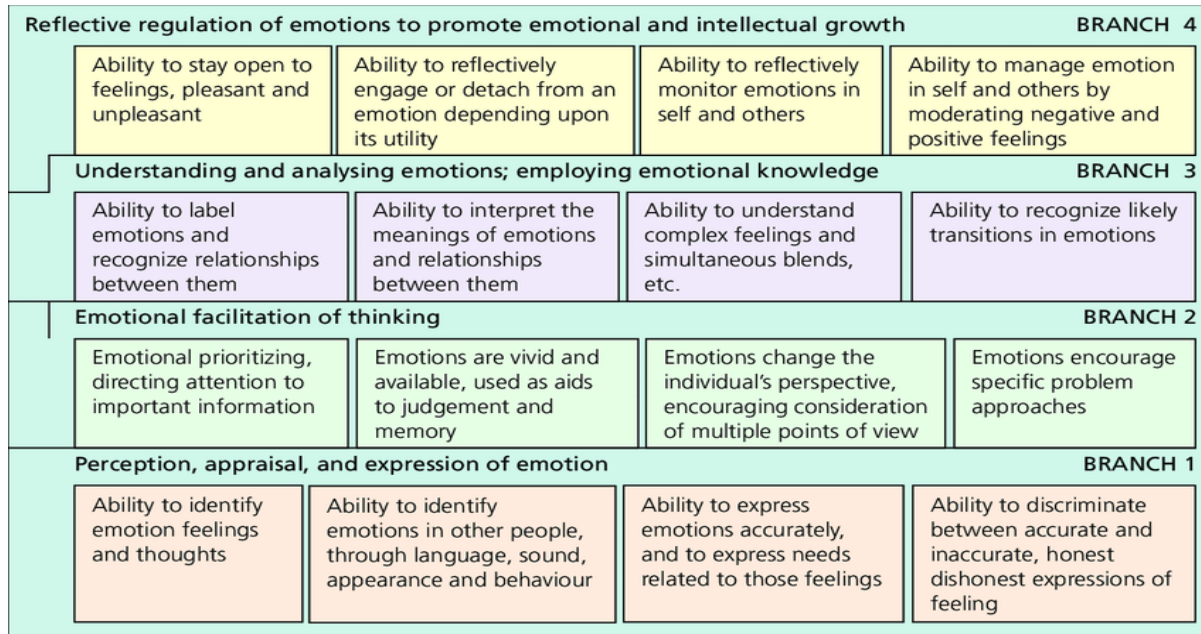 Reflective regulation of emotions to promote emotional and intellectual growth BRANCH 4
Ability to stay open to
feelings, pleasant and
unpleasant
Ability to reflectively
engage or detach from an
emotion depending upon
its utility
Ability to reflectively
monitor emotions in
self and others
Ability to manage emotion
in self and others by
moderating negative and
positive feelings
Understanding and analysing emotions; employing emotional knowledge BRANCH 3
Ability to label
emotions and
recognize relationships
between them
Ability to interpret the
meanings of emotions
and relationships
between them
Ability to understand
complex feelings and
simultaneous blends,
etc.
Ability to recognize likely
transitions in emotions
Emotional facilitation of thinking BRANCH 2
Emotional prioritizing,
directing attention to
important information
Emotions are vivid and
available, used as aids
to judgement and
memory
Emotions change the
individual's perspective,
encouraging consideration
of multiple points of view
Emotions encourage
specific problem
approaches
Perception, appraisal, and expression of emotion BRANCH 1
Ability to identify
emotion feelings
and thoughts
Ability to identify
emotions in other people,
through language, sound,
appearance and behaviour
Ability to express
emotions accurately,
and to express needs
related to those feelings
Ability to discriminate
between accurate and
inaccurate, honest
dishonest expressions of
feeling